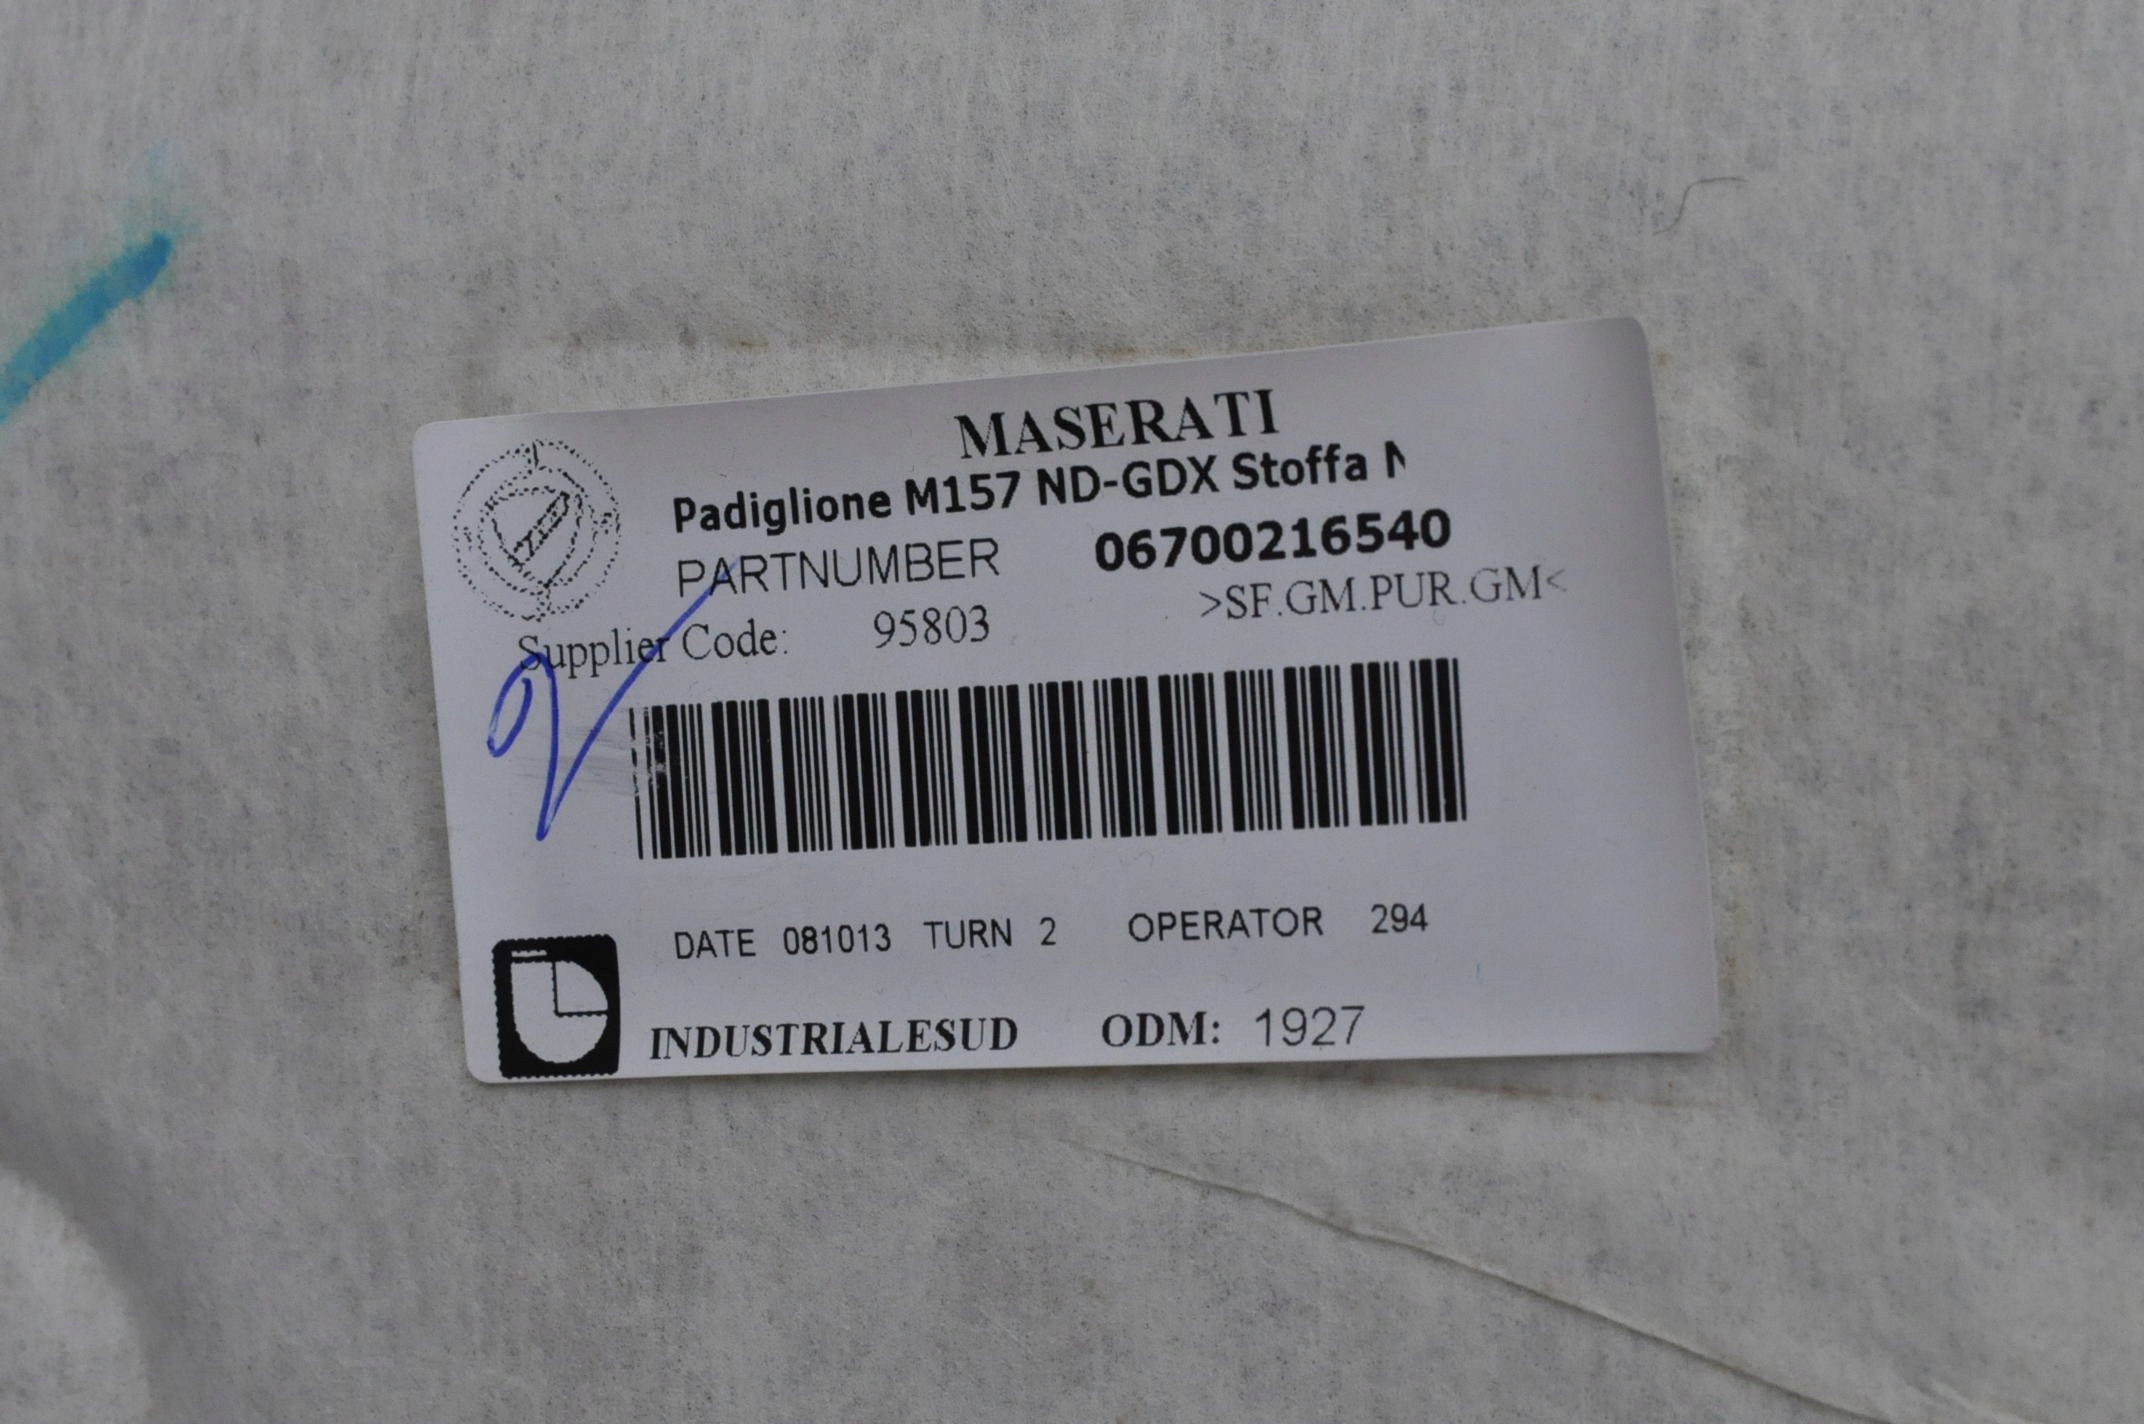 MASERATI
Padiglione M157 ND-GDX Stoffa
PARTNUMBER 06700216540
>SF.GM.PUR.GM<
Supplier Code: 95803
DATE 081013 TURN 2 OPERATOR 294
INDUSTRIALESUD ODM: 1927